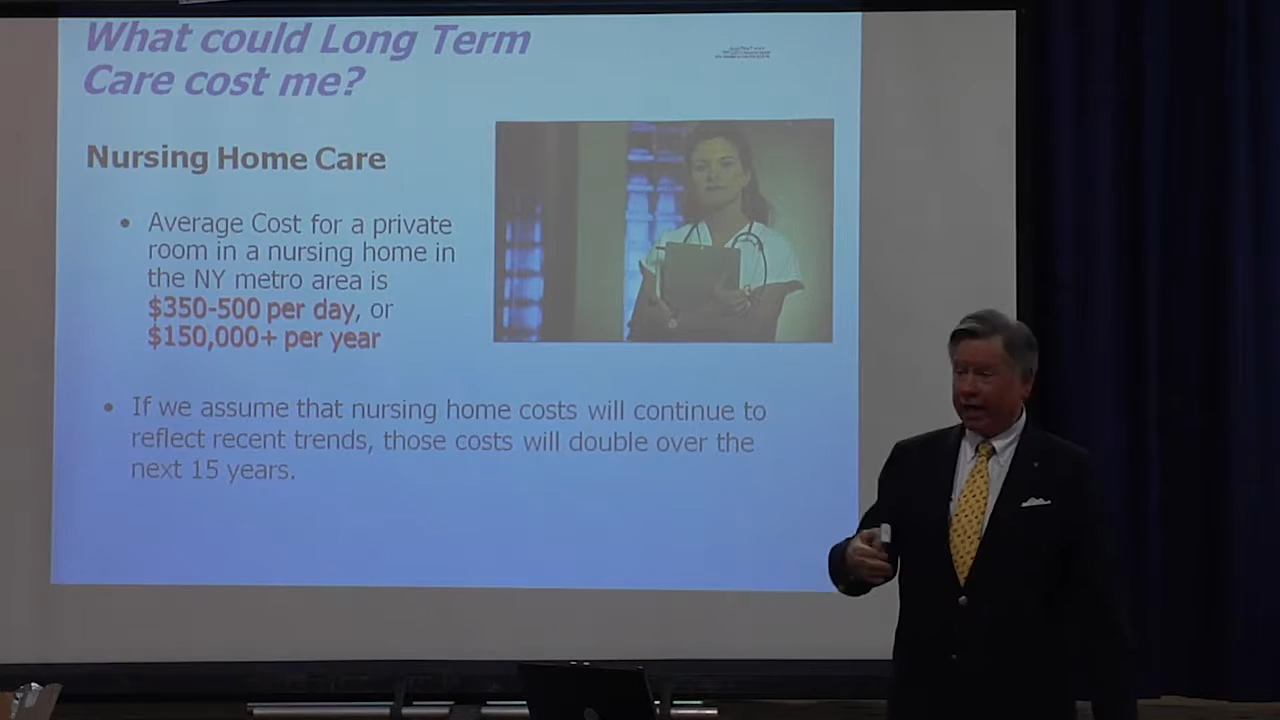 What could Long Term
Care cost me?
Nursing Home Care
• Average Cost for a private
room in a nursing home in
the NY metro area is
$350-500 per day, or
$150,000+ per year
• If we assume that nursing home costs will continue to
reflect recent trends, those costs will double over the
next 15 years.